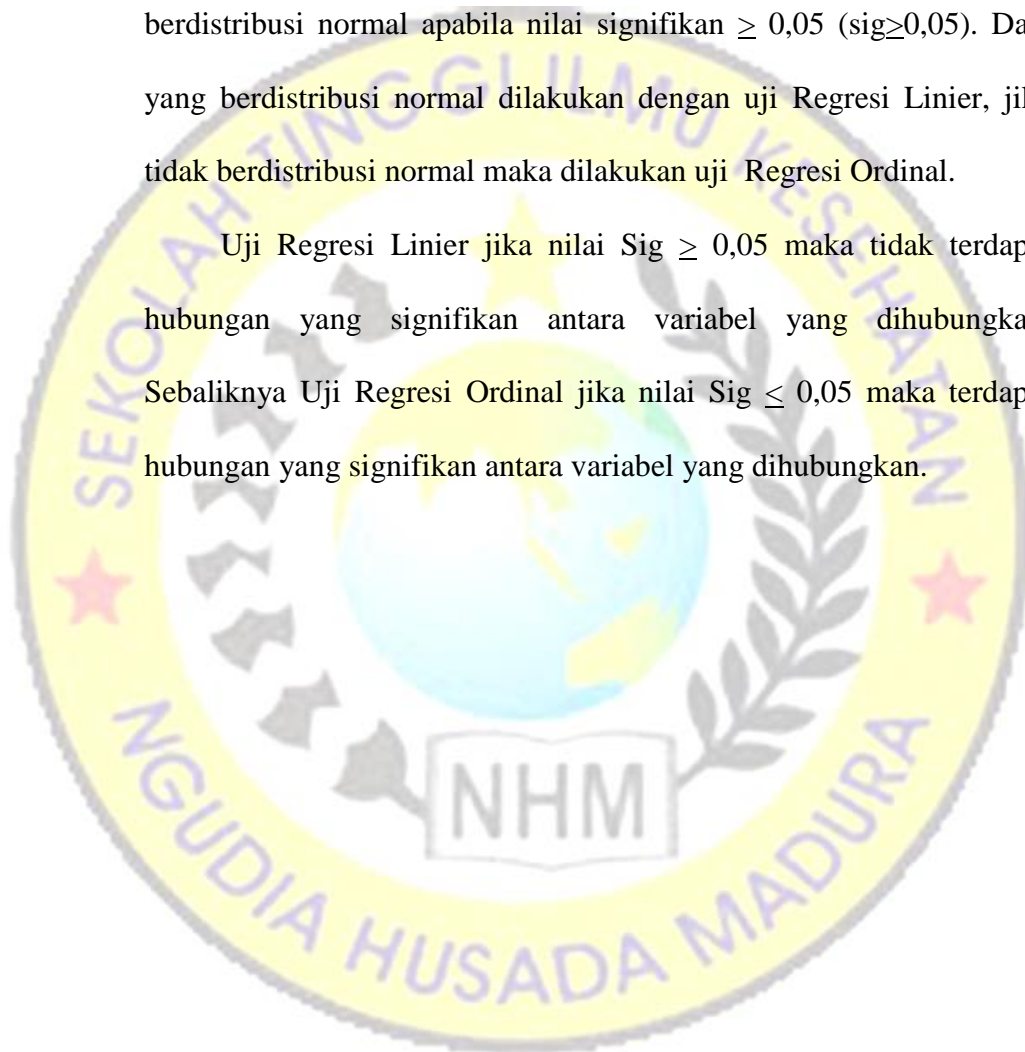 berdistribusi normal apabila nilai signifikan ≥ 0,05 (sig≥0,05). Da
yang berdistribusi normal dilakukan dengan uji Regresi Linier, ji
tidak berdistribusi normal maka dilakukan uji Regresi Ordinal.
Uji Regresi Linier jika nilai Sig ≥ 0,05 maka tidak terdap
hubungan yang signifikan antara variabel yang dihubungka
Sebaliknya Uji Regresi Ordinal jika nilai Sig ≤ 0,05 maka terdap
hubungan yang signifikan antara variabel yang dihubungkan.
SEKOLAH TINGGI ILMU KESEHATAN
NHM
NGUDIA HUSADA MADURA